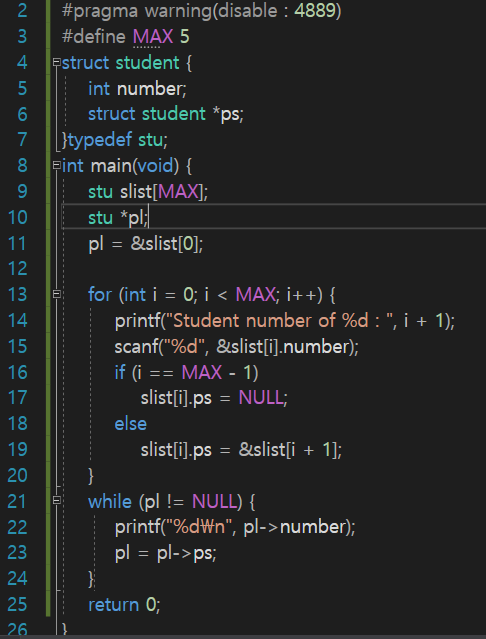 2 #pragma warning(disable : 4889)
3 #define MAX 5
4 struct student {
5 int number;
6 struct student *ps;
7 }typedef stu;
8 int main(void) {
9 stu slist[MAX];
10 stu *pl;
11 pl = &slist[0];
12
13 for (int i = 0; i < MAX; i++) {
14 printf("Student number of %d : ", i + 1);
15 scanf("%d", &slist[i].number);
16 if (i == MAX - 1)
17 slist[i].ps = NULL;
18 else
19 slist[i].ps = &slist[i + 1];
20 }
21 while (pl != NULL) {
22 printf("%d₩n", pl->number);
23 pl = pl->ps;
24 }
25 return 0;
26 }